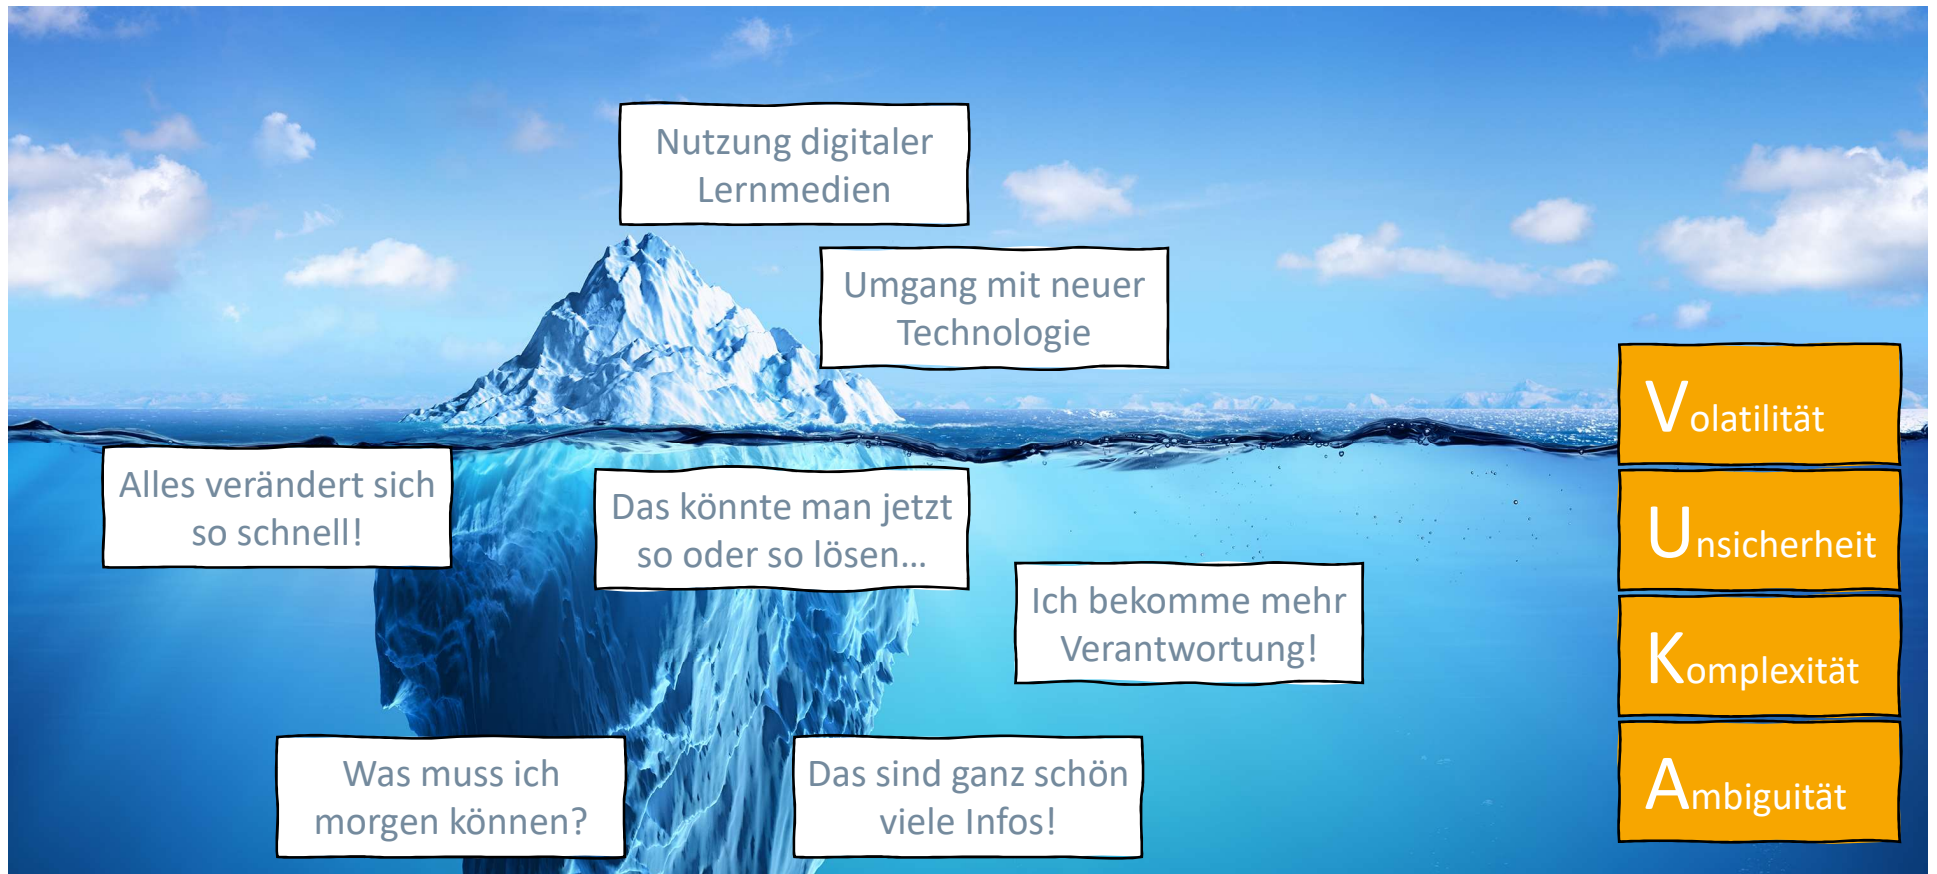 Nutzung digitaler
Lernmedien
Umgang mit neuer
Technologie
Alles verändert sich
so schnell!
Das könnte man jetzt
so oder so lösen…
Ich bekomme mehr
Verantwortung!
Was muss ich
morgen können?
Das sind ganz schön
viele Infos!
Volatilität
Unsicherheit
Komplexität
Ambiguität